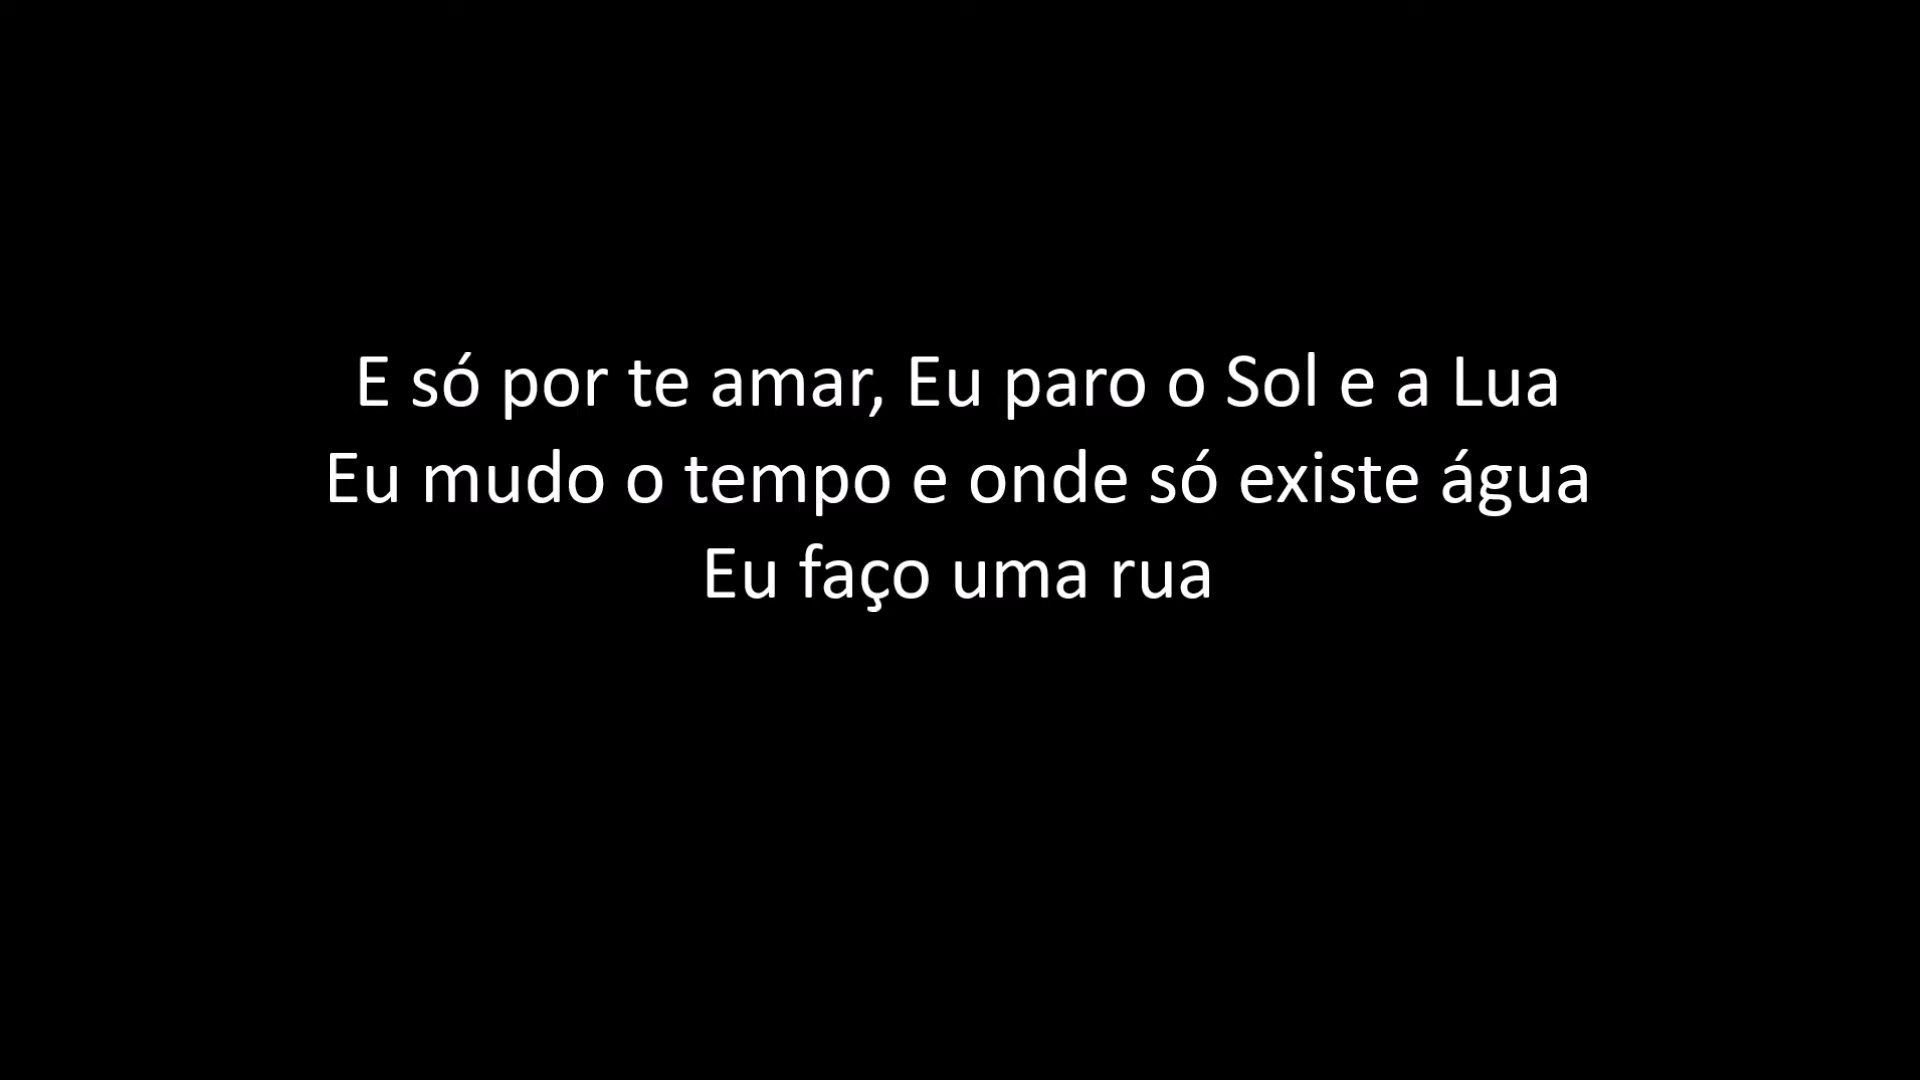 E só por te amar, Eu paro o Sol e a Lua
Eu mudo o tempo e onde só existe água
Eu faço uma rua